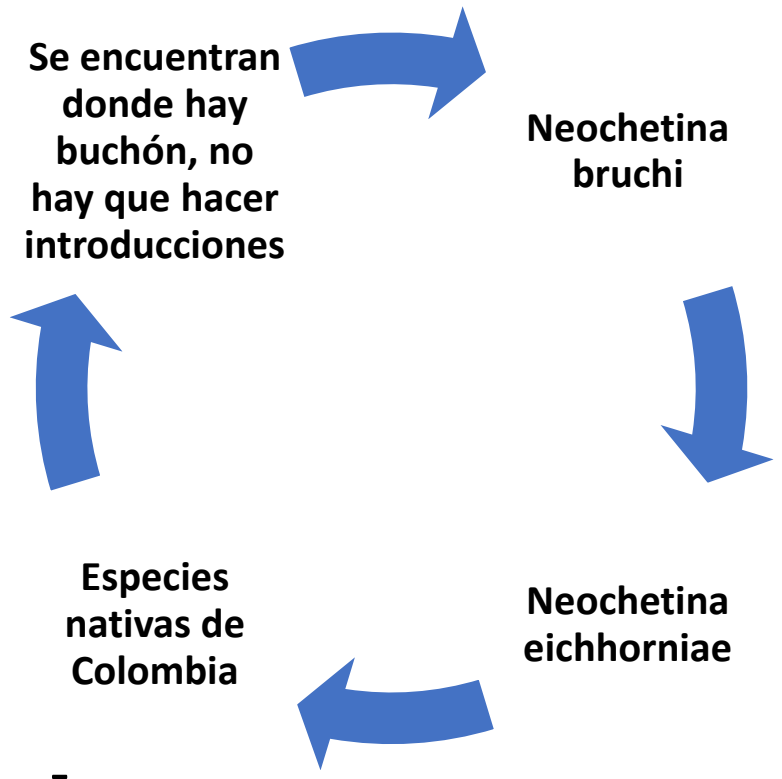 Se encuentran
donde hay
buchón, no
hay que hacer
introducciones
Neochetina
bruchi
Neochetina
eichhorniae
Especies
nativas de
Colombia